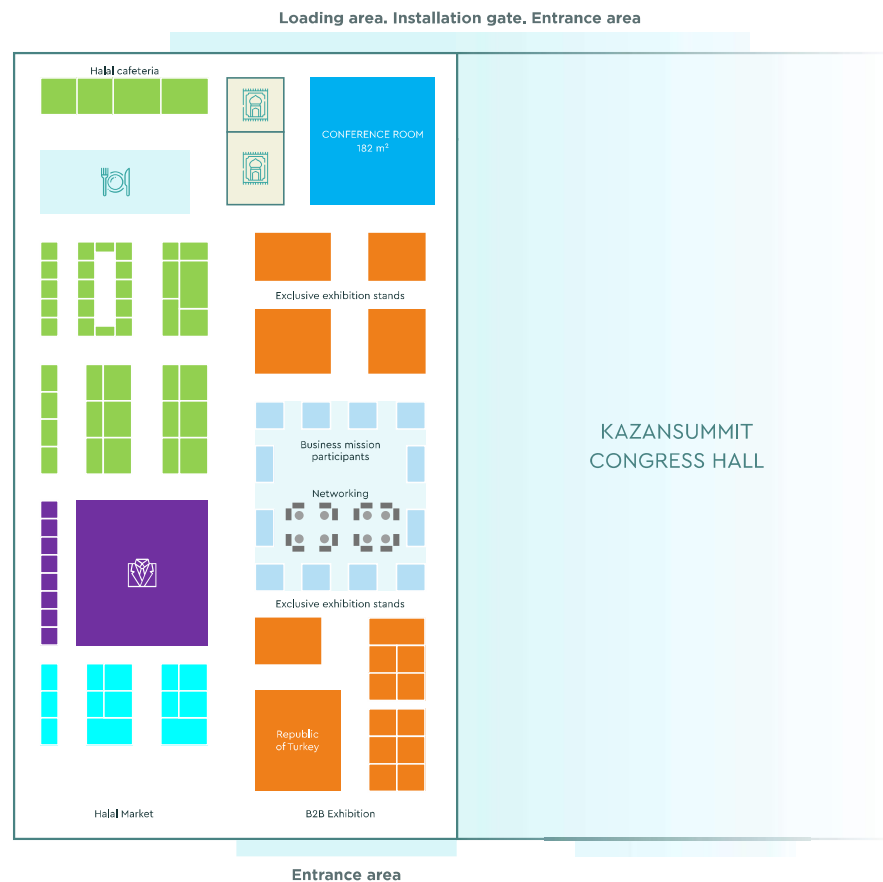 Loading area. Installation gate. Entrance area
Halal cafeteria
CONFERENCE ROOM
182 m²
Exclusive exhibition stands
Business mission
participants
Networking
Exclusive exhibition stands
Republic
of Turkey
Halal Market
B2B Exhibition
KAZANSUMMIT
CONGRESS HALL
Entrance area